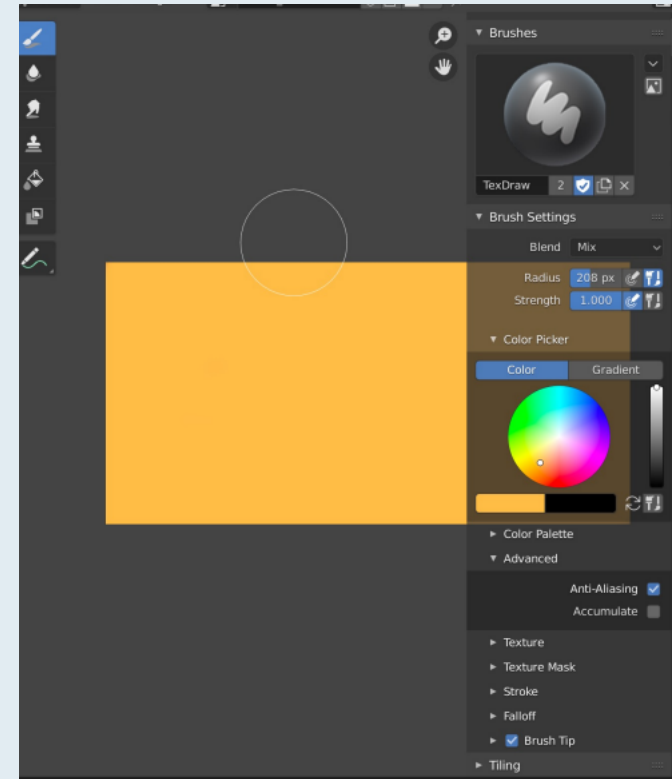 Brushes
TexDraw 2
Brush Settings
Blend Mix
Radius 208 px
Strength 1.000
Color Picker
Color Gradient
Color Palette
Advanced
Anti-Aliasing
Accumulate
Texture
Texture Mask
Stroke
Falloff
Brush Tip
Tiling